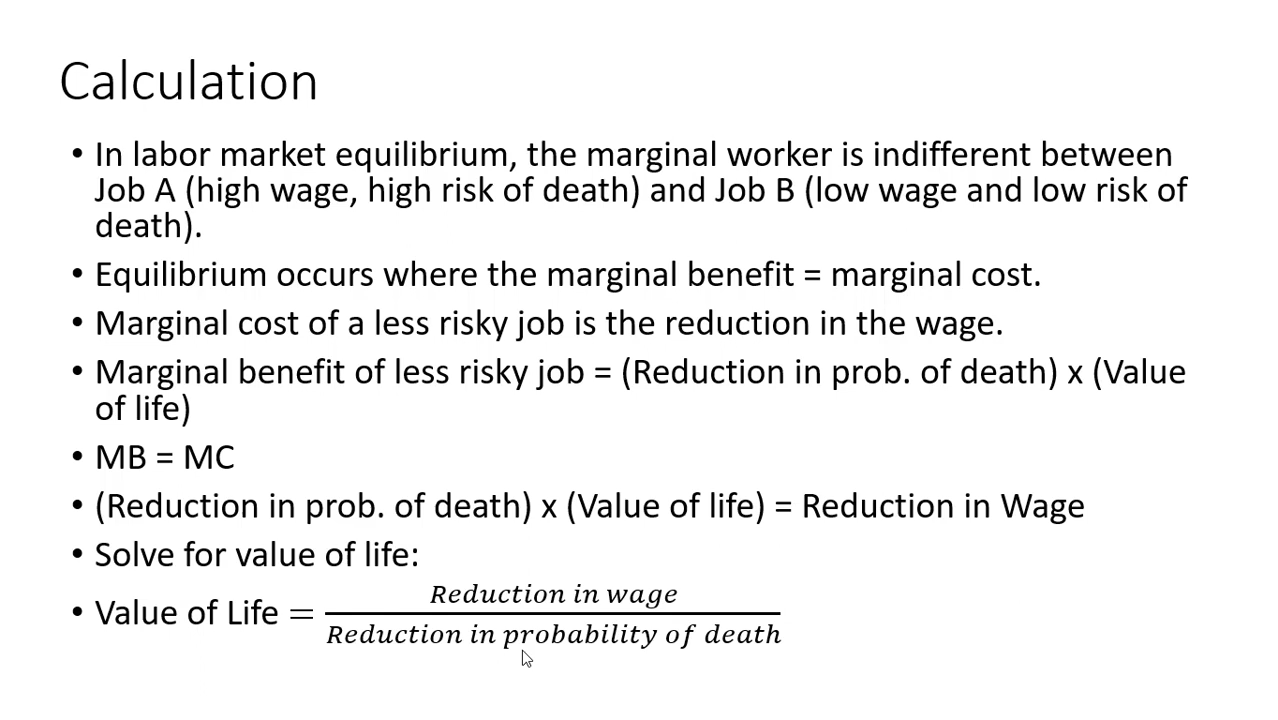 Calculation
• In labor market equilibrium, the marginal worker is indifferent between
Job A (high wage, high risk of death) and Job B (low wage and low risk of
death).
• Equilibrium occurs where the marginal benefit = marginal cost.
• Marginal cost of a less risky job is the reduction in the wage.
• Marginal benefit of less risky job = (Reduction in prob. of death) x (Value
of life)
• MB = MC
• (Reduction in prob. of death) x (Value of life) = Reduction in Wage
• Solve for value of life:
• Value of Life = Reduction in wage / Reduction in probability of death